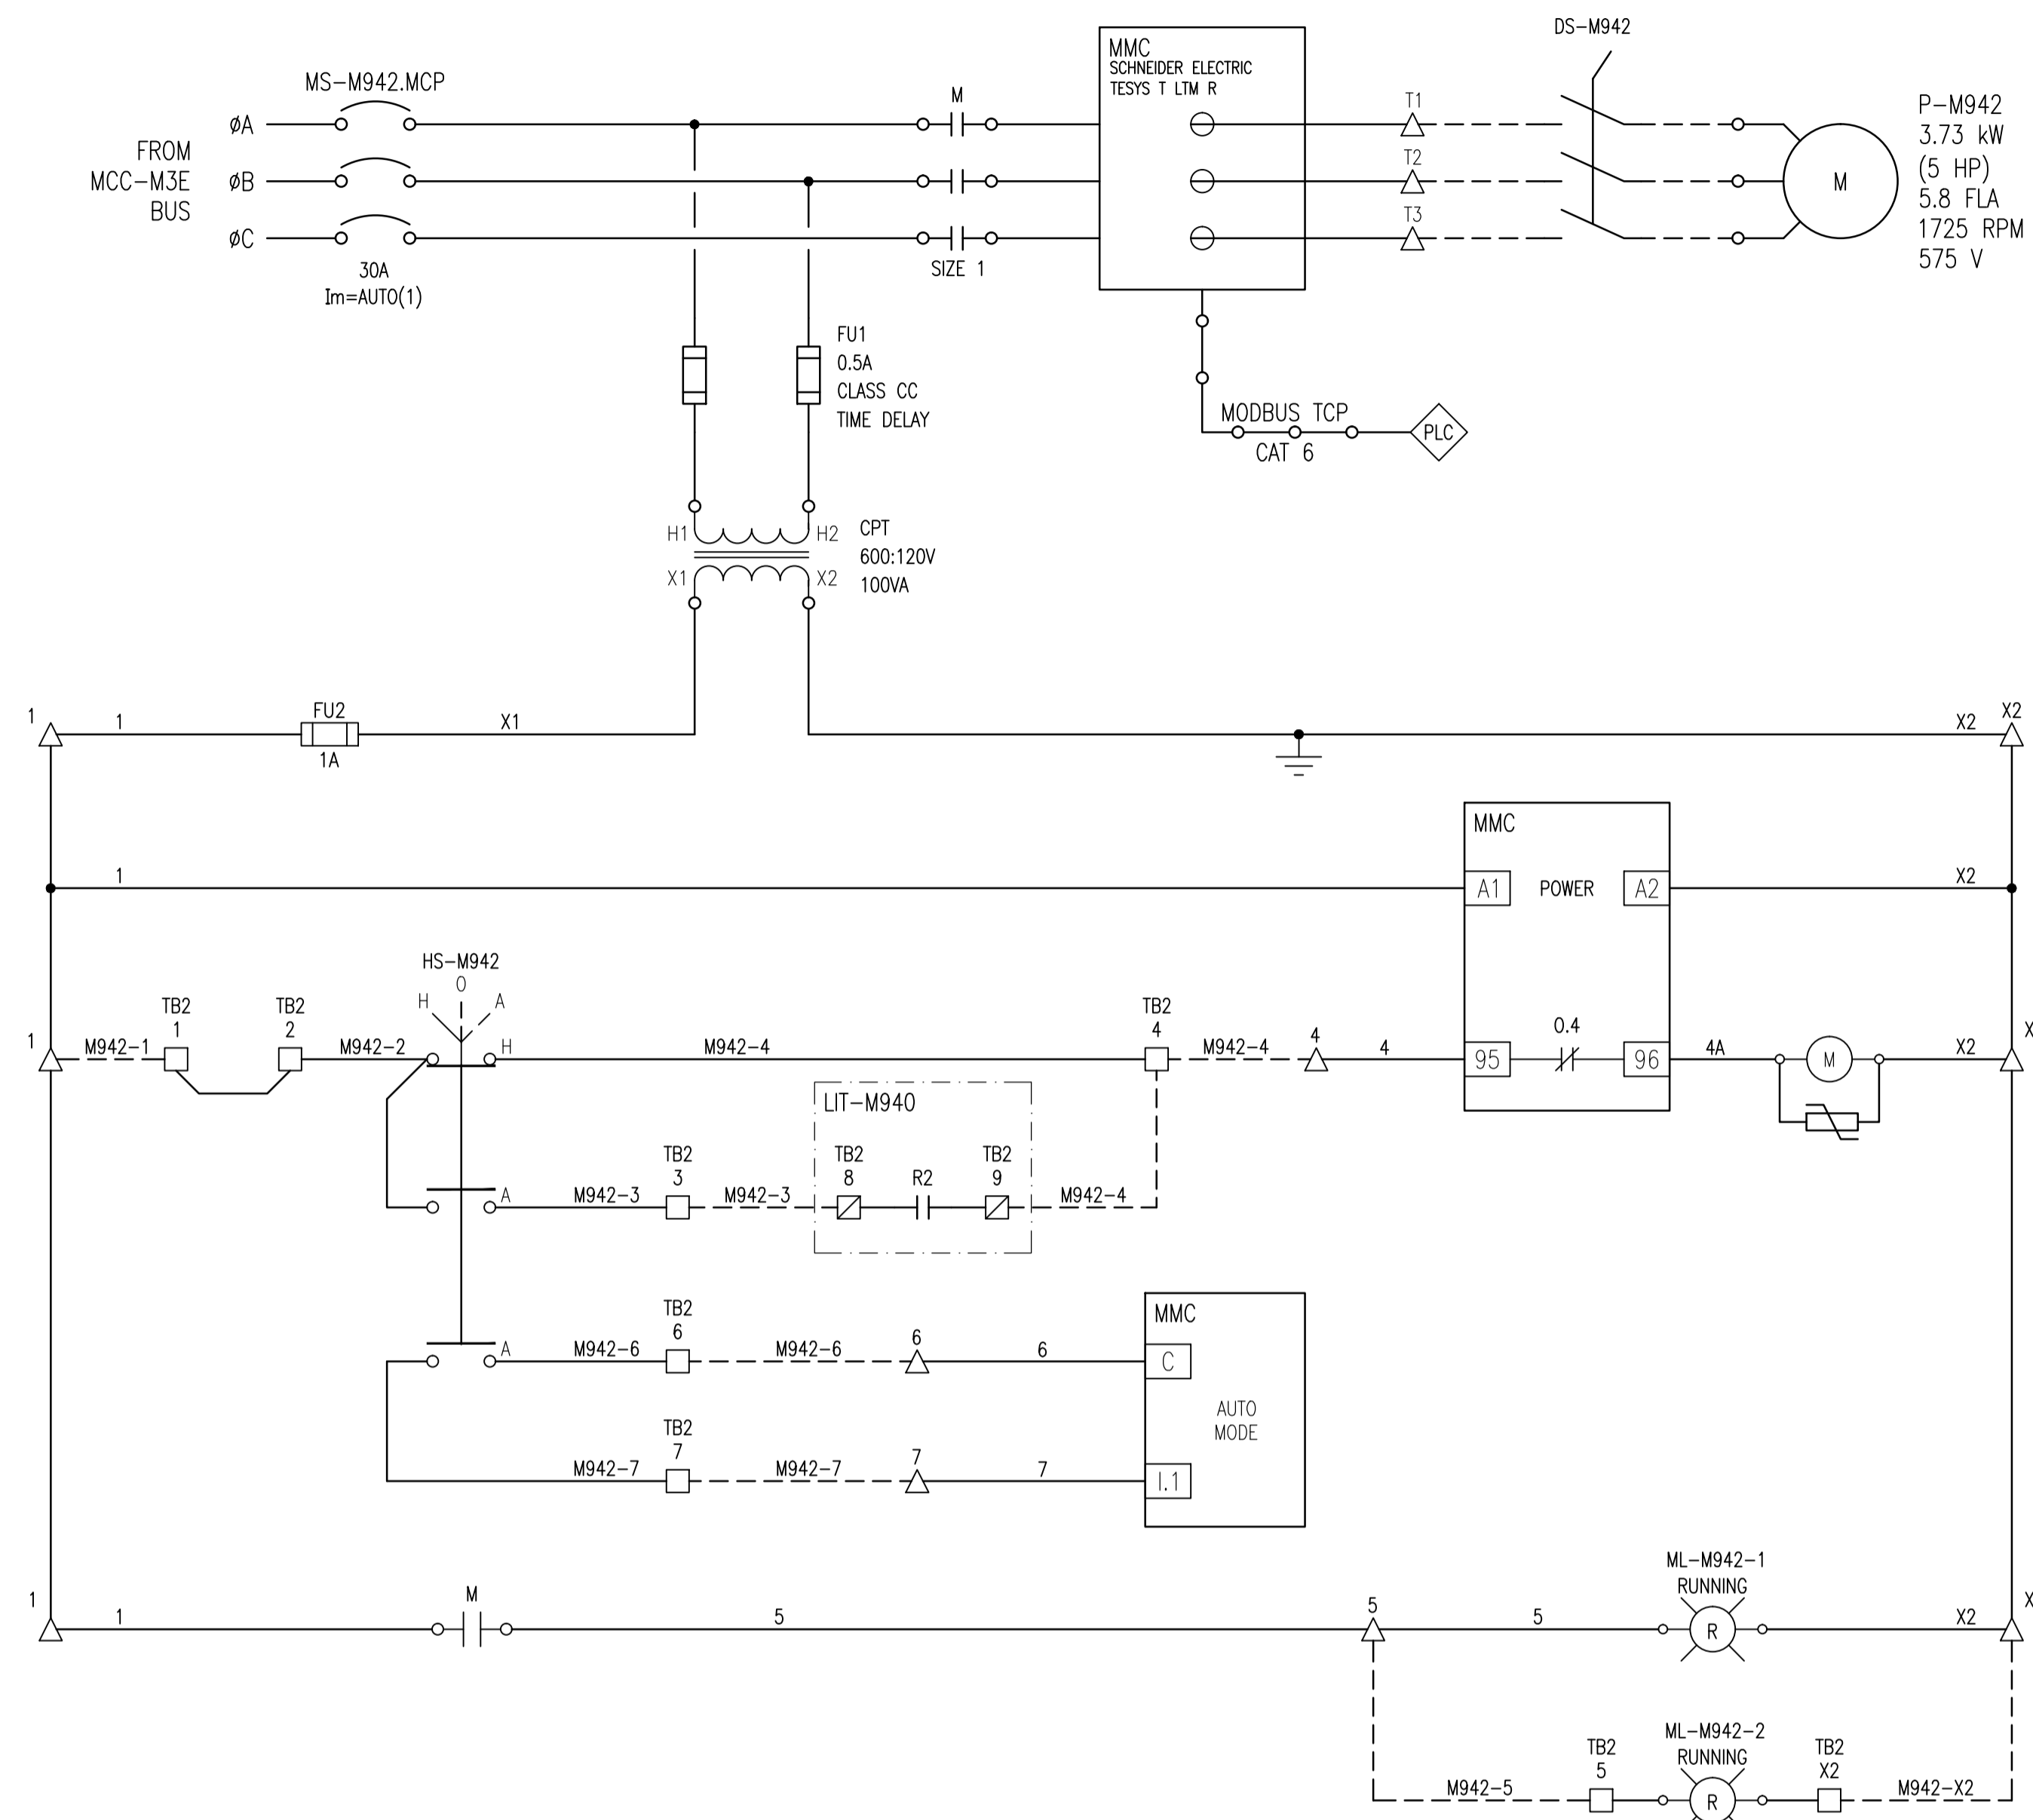 DS-M942
MS-M942.MCP
MMC
SCHNEIDER ELECTRIC
TESYS T LTM R
M
T1
P-M942
3.73 kW
(5 HP)
5.8 FLA
1725 RPM
575 V
FROM
MCC-M3E
BUS
ØA
ØB
ØC
T2
T3
M
30A
Im=AUTO(1)
SIZE 1
FU1
0.5A
CLASS CC
TIME DELAY
MODBUS TCP
CAT 6
PLC
H1
H2
X1
X2
CPT
600:120V
100VA
1
1
FU2
1A
X1
X2
X2
MMC
1
A1
POWER
A2
X2
HS-M942
H
O
A
1
M942-1
TB2
1
TB2
2
M942-2
H
M942-4
TB2
4
M942-4
4
4
95
0.4
96
4A
M
X2
X
LIT-M940
A
M942-3
TB2
3
M942-3
TB2
8
R2
TB2
9
M942-4
A
M942-6
TB2
6
M942-6
6
6
MMC
C
AUTO
MODE
I.1
M942-7
TB2
7
M942-7
7
7
1
1
M
5
5
5
ML-M942-1
RUNNING
R
X2
X
M942-5
TB2
5
ML-M942-2
RUNNING
R
TB2
X2
M942-X2